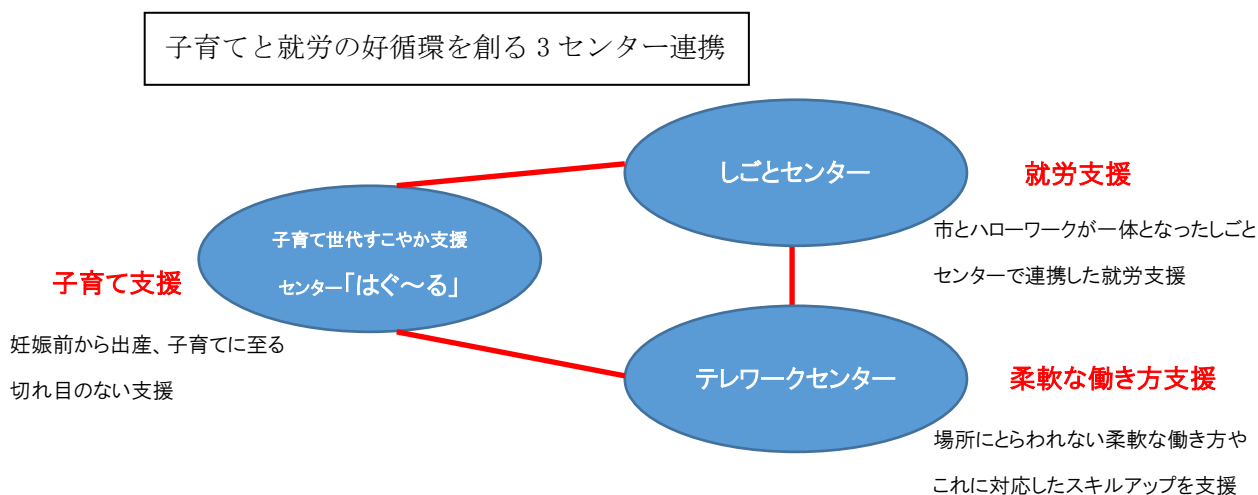 子育てと就労の好循環を創る3センター連携
しごとセンター
就労支援
市とハローワークが一体となったしごと
センターで連携した就労支援
子育て世代すこやか支援
センター「はぐ～る」
子育て支援
妊娠前から出産、子育てに至る
切れ目のない支援
テレワークセンター
柔軟な働き方支援
場所にとらわれない柔軟な働き方や
これに対応したスキルアップを支援